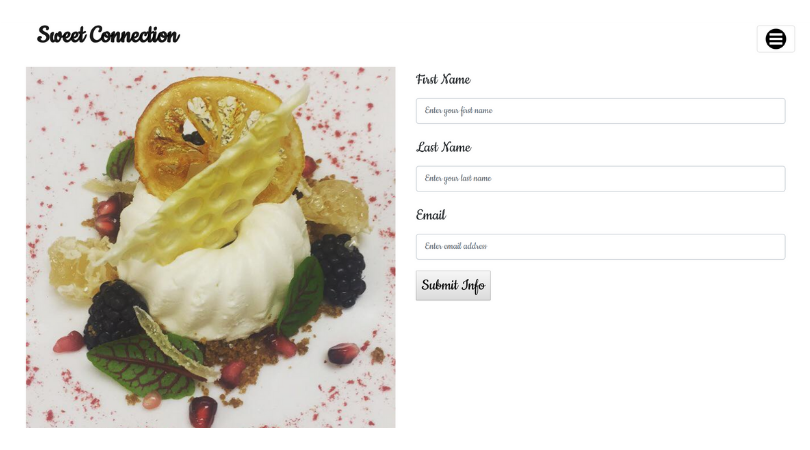 Sweet Connection
First Name
Enter your first name
Last Name
Enter your last name
Email
Enter email address
Submit Info